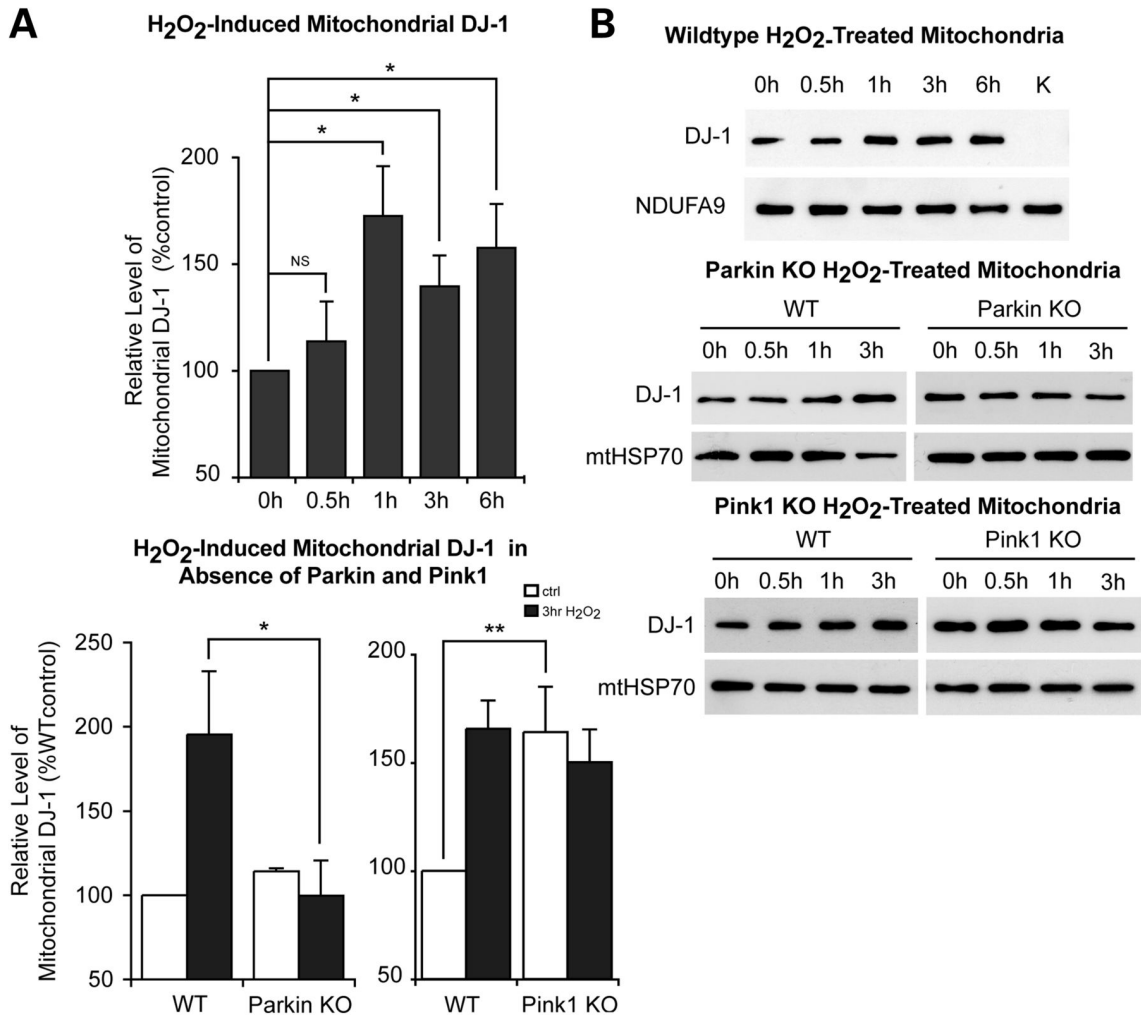 A
H₂O₂-Induced Mitochondrial DJ-1
*
*
*
NS
200
150
100
50
Relative Level of
Mitochondrial DJ-1 (%control)
0h 0.5h 1h 3h 6h
H₂O₂-Induced Mitochondrial DJ-1 in
Absence of Parkin and Pink1
ctrl
3hr H₂O₂
Relative Level of
Mitochondrial DJ-1 (%WTcontrol)
250
200
150
100
50
*
WT Parkin KO
200
150
100
50
**
WT Pink1 KO
B
Wildtype H₂O₂-Treated Mitochondria
0h 0.5h 1h 3h 6h K
DJ-1
NDUFA9
Parkin KO H₂O₂-Treated Mitochondria
WT Parkin KO
0h 0.5h 1h 3h 0h 0.5h 1h 3h
DJ-1
mtHSP70
Pink1 KO H₂O₂-Treated Mitochondria
WT Pink1 KO
0h 0.5h 1h 3h 0h 0.5h 1h 3h
DJ-1
mtHSP70